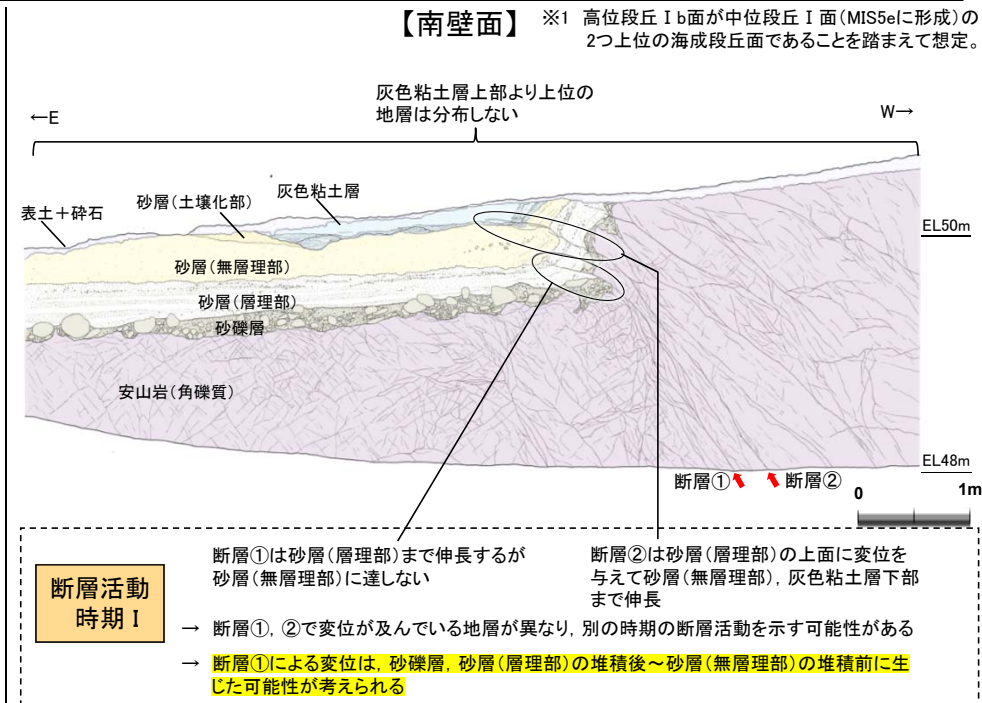 【南壁面】
※1 高位段丘Ⅰb面が中位段丘Ⅰ面(MIS5eに形成)の
2つ上位の海成段丘面であることを踏まえて想定。
灰色粘土層上部より上位の
地層は分布しない
←E
W→
表土+砕石
砂層(土壌化部)
灰色粘土層
EL50m
砂層(無層理部)
砂層(層理部)
砂礫層
安山岩(角礫質)
EL48m
断層①
断層②
0
1m
断層活動
時期Ⅰ
断層①は砂層(層理部)まで伸長するが
砂層(無層理部)に達しない
断層②は砂層(層理部)の上面に変位を
与えて砂層(無層理部),灰色粘土層下部
まで伸長
→ 断層①,②で変位が及んでいる地層が異なり,別の時期の断層活動を示す可能性がある
→ 断層①による変位は,砂礫層,砂層(層理部)の堆積後~砂層(無層理部)の堆積前に生
じた可能性が考えられる